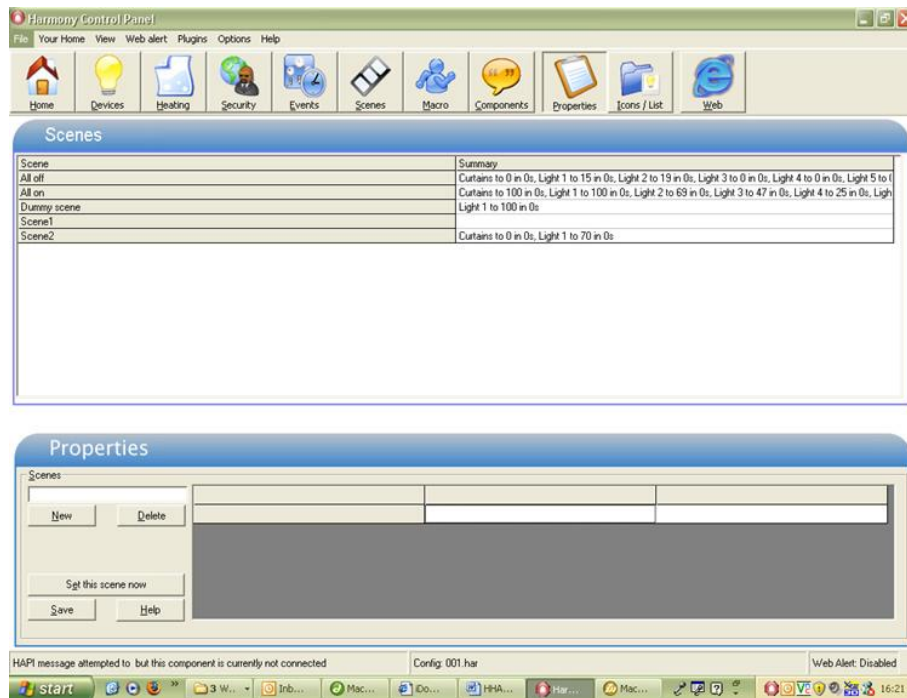 Harmony Control Panel
File Your Home View Web alert Plugins Options Help
Home Devices Heating Security Events Scenes Macro Components Properties Icons / List Web
Scenes
Scene Summary
All off Curtains to 0 in 0s, Light 1 to 15 in 0s, Light 2 to 19 in 0s, Light 3 to 0 in 0s, Light 4 to 0 in 0s, Light 5 to
All on Curtains to 100 in 0s, Light 1 to 100 in 0s, Light 2 to 69 in 0s, Light 3 to 47 in 0s, Light 4 to 25 in 0s, Ligh
Dummy scene Light 1 to 100 in 0s
Scene1
Scene2 Curtains to 0 in 0s, Light 1 to 70 in 0s
Properties
Scenes
New Delete
Set this scene now
Save Help
HAPI message attempted to but this component is currently not connected Config: 001.har Web Alert: Disabled
start 3 W... Inb... Mac... Do... HHA... Har... Mac... 16:21